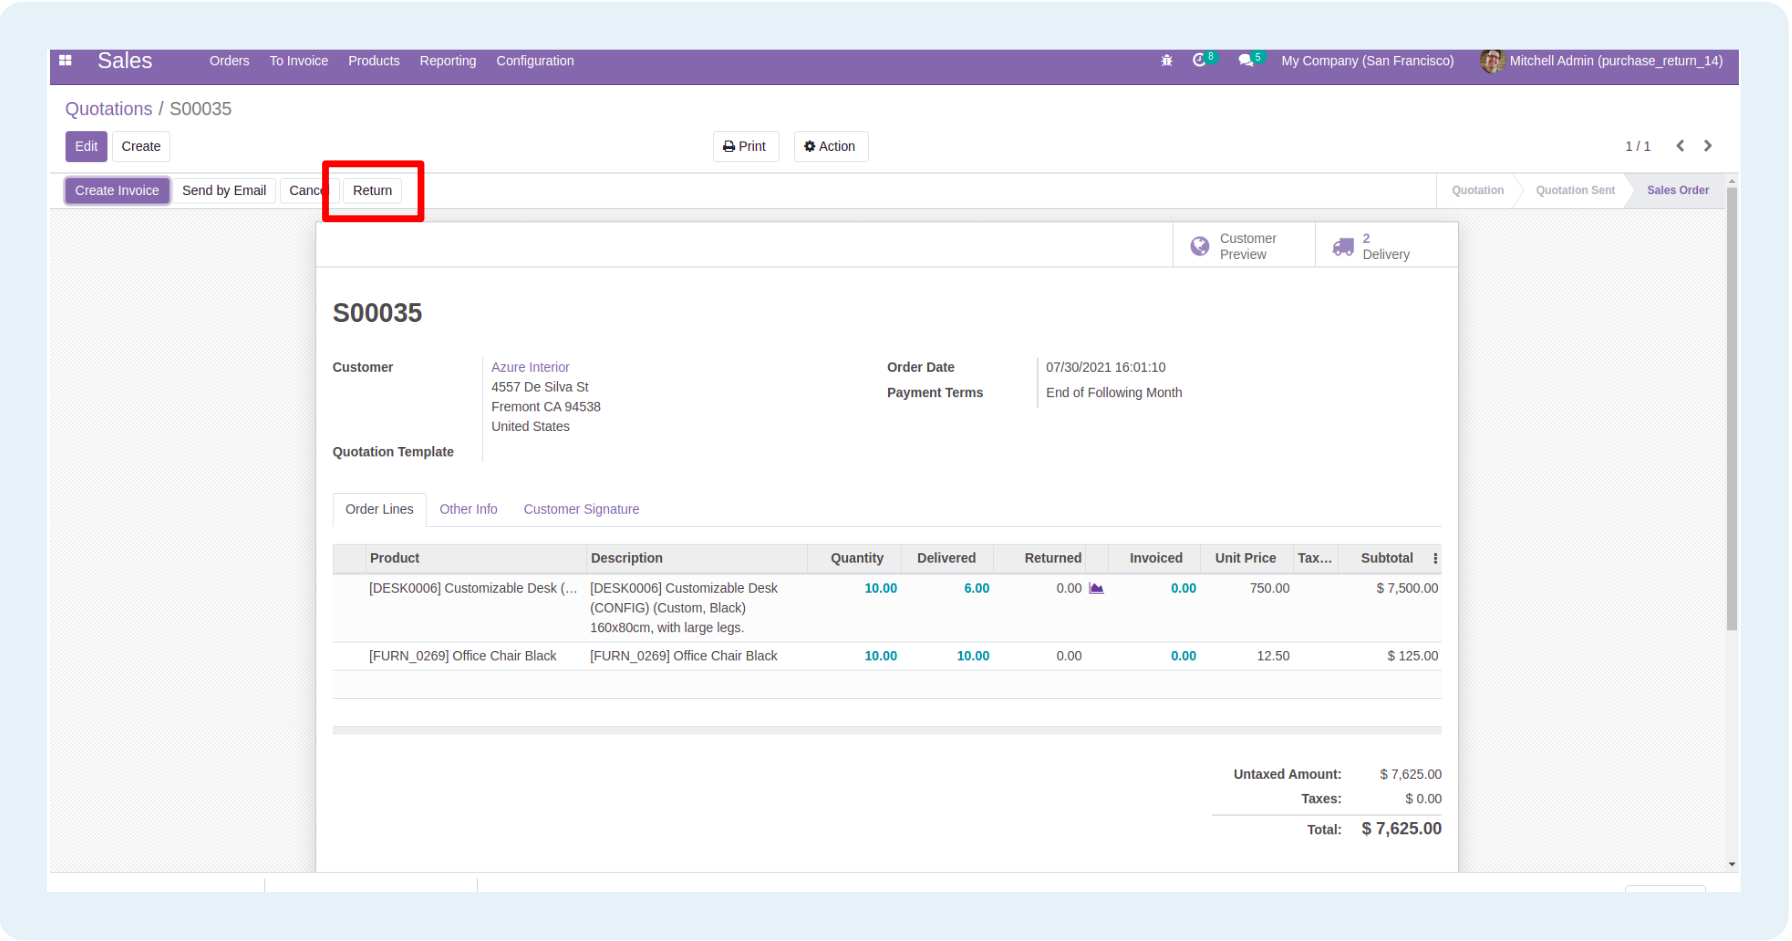 Sales Orders To Invoice Products Reporting Configuration 8 5 My Company (San Francisco) Mitchell Admin (purchase_return_14)
Quotations / S00035
Edit Create Print Action 1 / 1
Create Invoice Send by Email Cancel Return Quotation Quotation Sent Sales Order
Customer Preview
2 Delivery
S00035
Customer Azure Interior Order Date 07/30/2021 16:01:10
4557 De Silva St
Payment Terms End of Following Month
Fremont CA 94538
United States
Quotation Template
Order Lines Other Info Customer Signature
Product Description Quantity Delivered Returned Invoiced Unit Price Tax... Subtotal
[DESK0006] Customizable Desk (... [DESK0006] Customizable Desk 10.00 6.00 0.00 0.00 750.00 $ 7,500.00
(CONFIG) (Custom, Black)
160x80cm, with large legs.
[FURN_0269] Office Chair Black [FURN_0269] Office Chair Black 10.00 10.00 0.00 0.00 12.50 $ 125.00
Untaxed Amount: $ 7,625.00
Taxes: $ 0.00
Total: $ 7,625.00